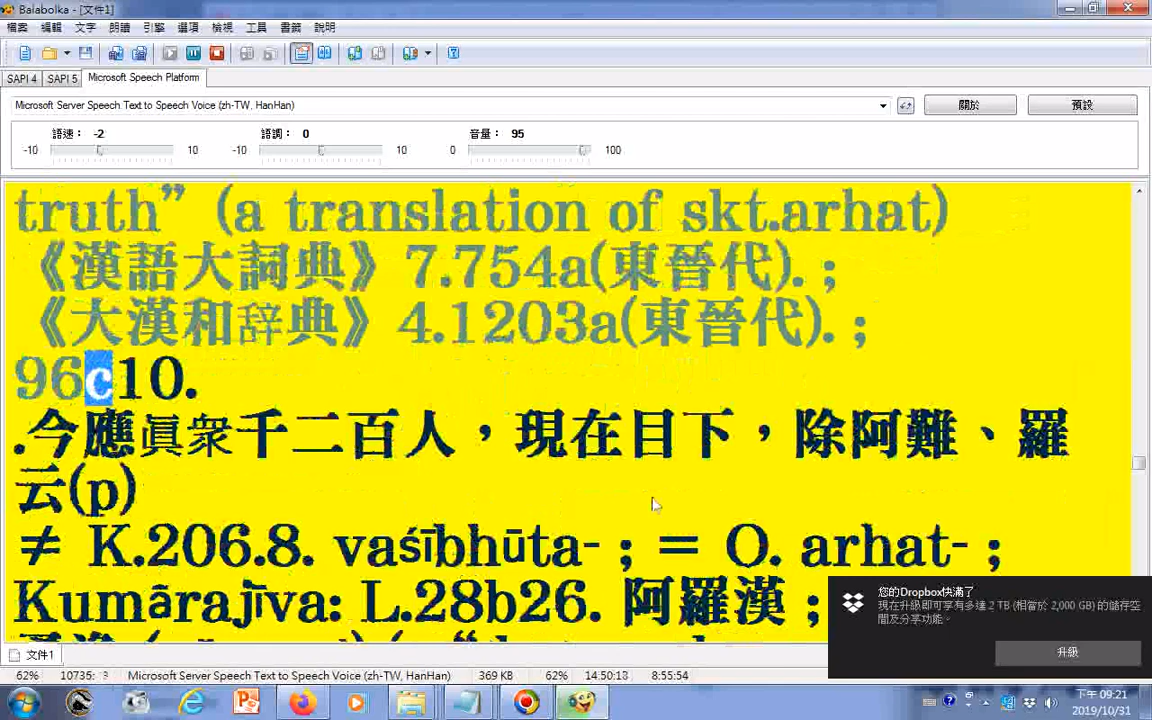 Balabolka - [文件1]
檔案 編輯 文字 朗讀 引擎 選項 檢視 工具 書籤 說明
SAPI 4 SAPI 5 Microsoft Speech Platform
Microsoft Server Speech Text to Speech Voice (zh-TW, HanHan)
關於 預設
語速： -2 語調： 0 音量： 95
-10 10 -10 10 0 100
truth” (a translation of skt.arhat)
《漢語大詞典》 7.754a(東晉代). ;
《大漢和辞典》 4.1203a(東晉代). ;
96c10.
.今應眞衆千二百人，現在目下，除阿難、羅
云(p)
≠ K.206.8. vaśībhūta- ; = O. arhat- ;
Kumārajīva: L.28b26. 阿羅漢 ;
您的Dropbox快滿了
現在升級即可享有多達 2 TB (相當於 2,000 GB) 的儲存空
間及分享功能。
升級
文件1
62% Microsoft Server Speech Text to Speech Voice (zh-TW, HanHan) 369 KB 62% 14:50:13 8:55:54
下午 09:21
2019/10/31